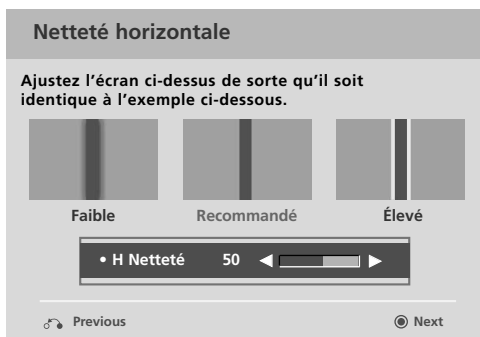 Netteté horizontale
Ajustez l'écran ci-dessus de sorte qu'il soit
identique à l'exemple ci-dessous.
Faible Recommandé Élevé
• H Netteté 50
Previous Next